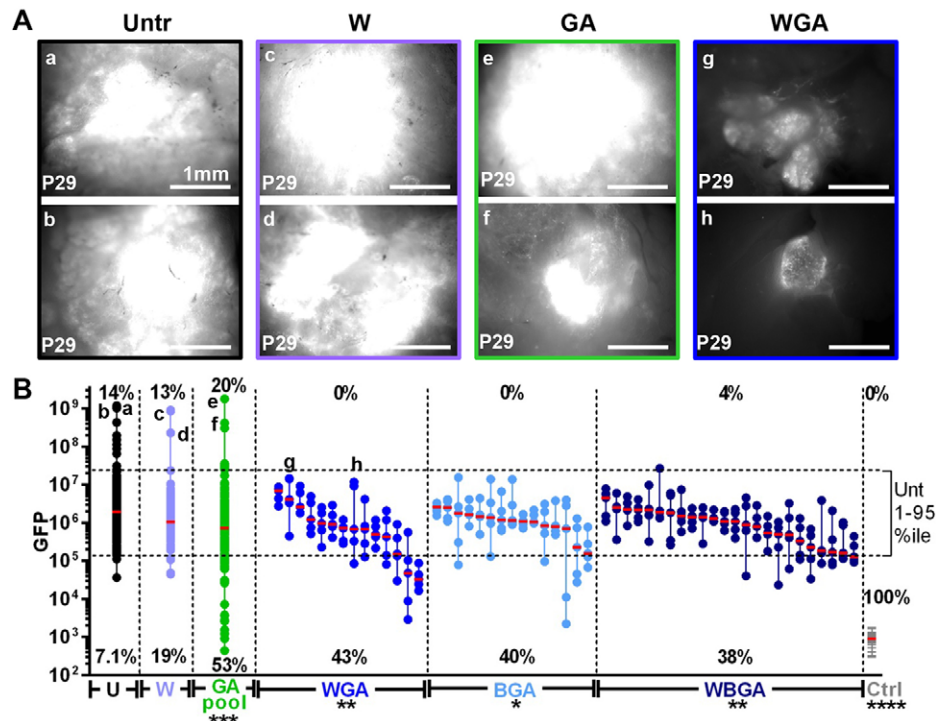 A
Untr W GA WGA
a c e g
1mm
P29 P29 P29 P29
b d f h
P29 P29 P29 P29
B
14% 13% 20% 0% 0% 4% 0%
10⁹
b a c e
f
d
10⁸
g h
10⁷
Unt
1-95
%ile
10⁶
GFP
10⁵
100%
10⁴
10³
10²
7.1% 19% 53% 43% 40% 38%
U W GA pool WGA BGA WBGA Ctrl
*** ** * ** ****